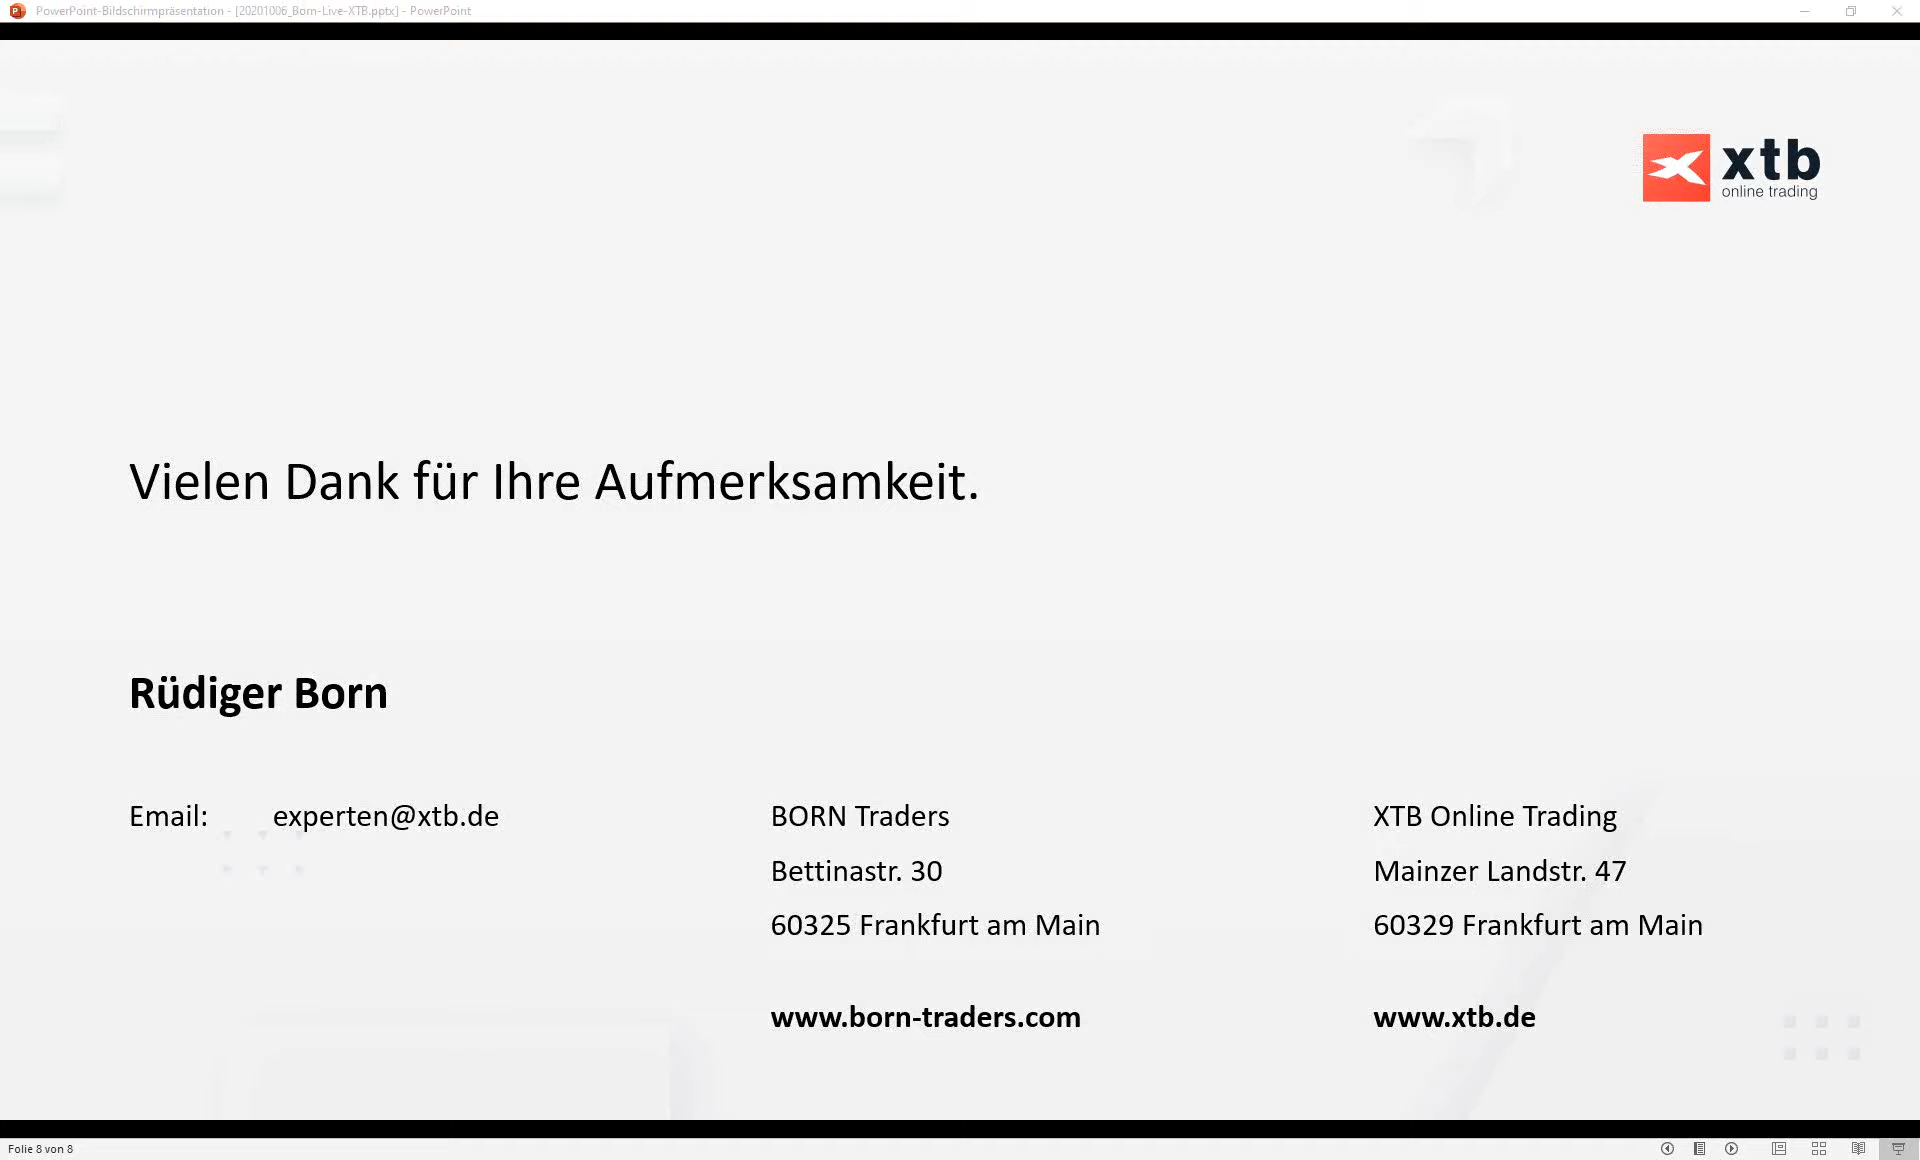 PowerPoint-Bildschirmpräsentation - [20201006_Born-Live-XTB.pptx] - PowerPoint
xtb
online trading
Vielen Dank für Ihre Aufmerksamkeit.
Rüdiger Born
Email: experten@xtb.de
BORN Traders
Bettinastr. 30
60325 Frankfurt am Main
www.born-traders.com
XTB Online Trading
Mainzer Landstr. 47
60329 Frankfurt am Main
www.xtb.de
Folie 8 von 8